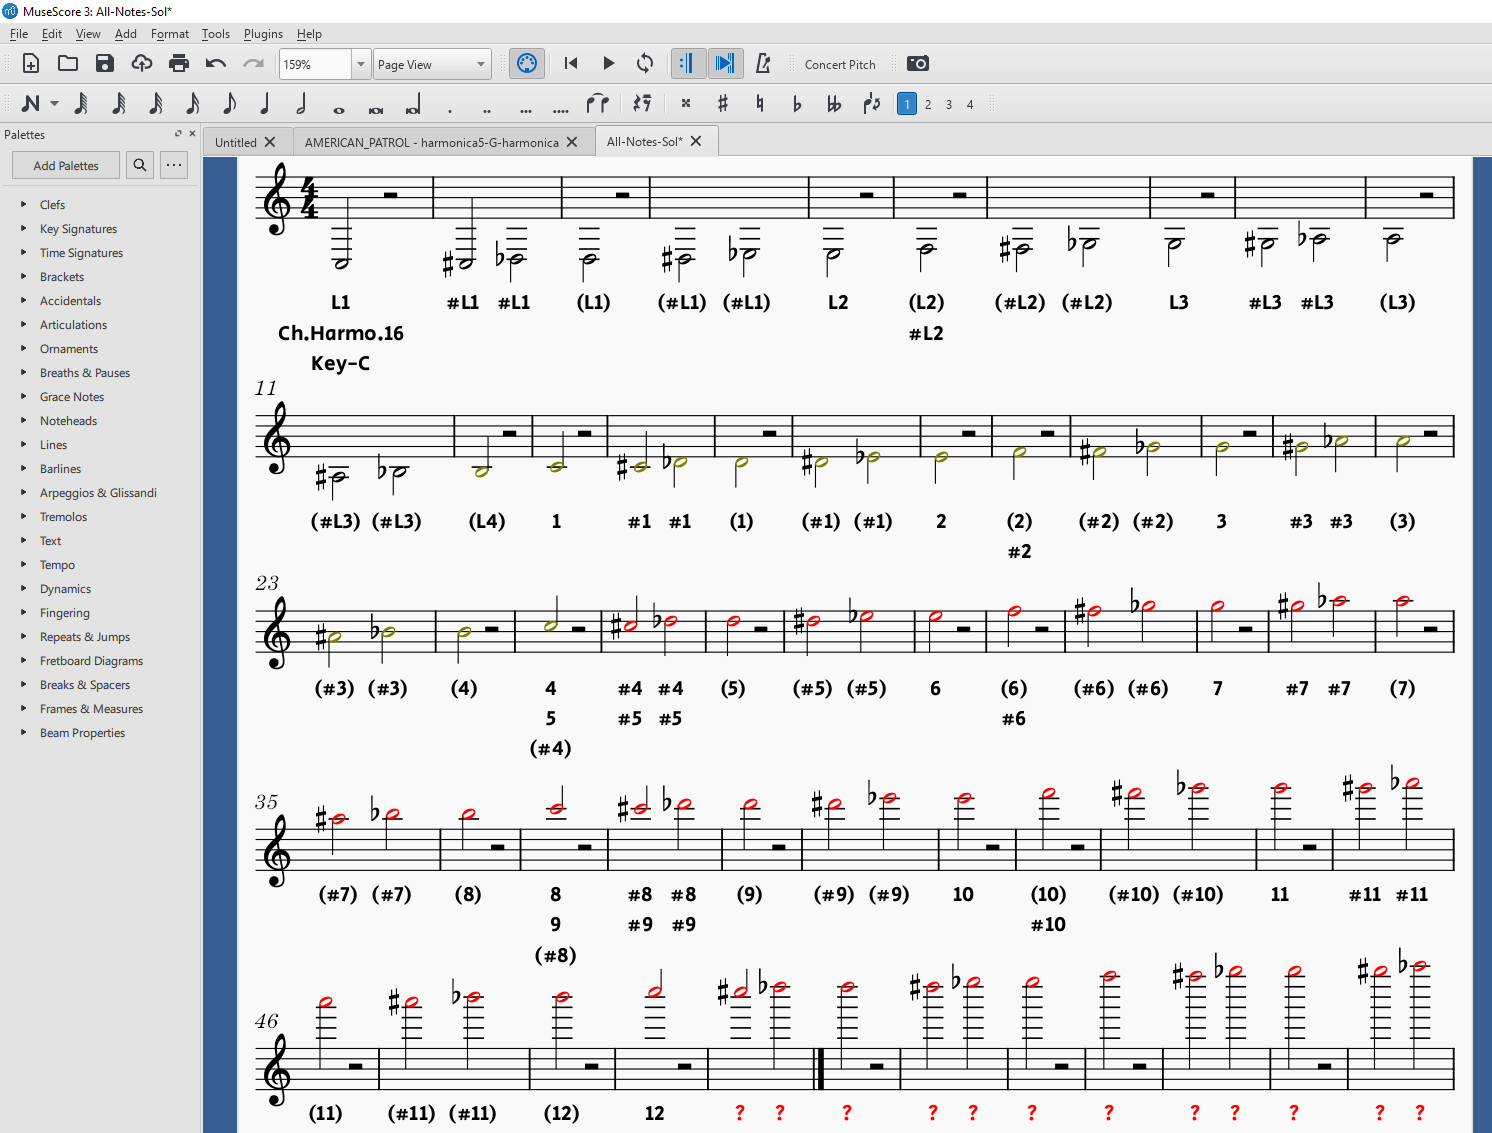 MuseScore 3: All-Notes-Sol*
File Edit View Add Format Tools Plugins Help
159% Page View Concert Pitch
1 2 3 4
Palettes
Untitled AMERICAN_PATROL - harmonica5-G-harmonica All-Notes-Sol*
Add Palettes ...
Clefs
Key Signatures
Time Signatures
Brackets
Accidentals
Articulations
Ornaments
Breaths & Pauses
Grace Notes
Noteheads
Lines
Barlines
Arpeggios & Glissandi
Tremolos
Text
Tempo
Dynamics
Fingering
Repeats & Jumps
Fretboard Diagrams
Breaks & Spacers
Frames & Measures
Beam Properties
4
4
L1 #L1 #L1 (L1) (#L1) (#L1) L2 (L2) (#L2) (#L2) L3 #L3 #L3 (L3)
Ch.Harmo.16 #L2
Key-C
11
(#L3) (#L3) (L4) 1 #1 #1 (1) (#1) (#1) 2 (2) (#2) (#2) 3 #3 #3 (3)
#2
23
(#3) (#3) (4) 4 #4 #4 (5) (#5) (#5) 6 (6) (#6) (#6) 7 #7 #7 (7)
5 #5 #5 #6
(#4)
35
(#7) (#7) (8) 8 #8 #8 (9) (#9) (#9) 10 (10) (#10) (#10) 11 #11 #11
9 #9 #9 #10
(#8)
46
(11) (#11) (#11) (12) 12 ? ? ? ? ? ? ? ? ? ? ? ?